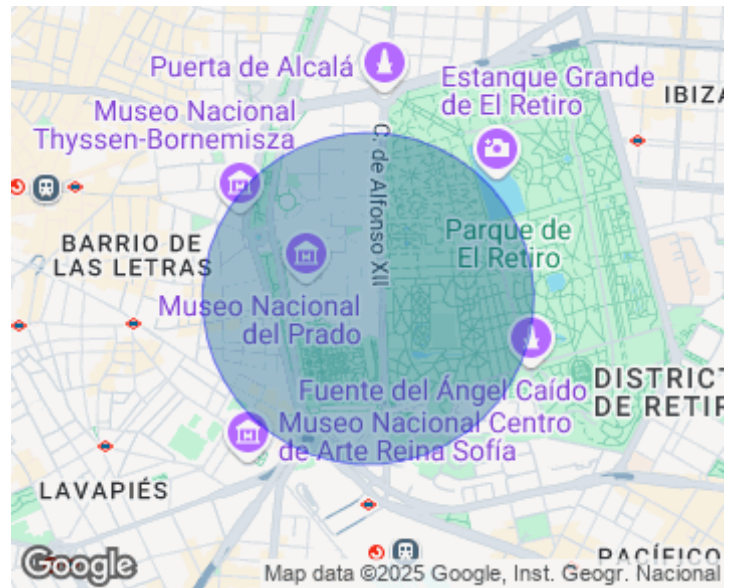 Puerta de Alcalá
Estanque Grande
de El Retiro
IBIZA
Museo Nacional
Thyssen-Bornemisza
C. de Alfonso XII
BARRIO DE
LAS LETRAS
Parque de
El Retiro
Museo Nacional
del Prado
Fuente del Ángel Caído
DISTRICT
DE RETIR
Museo Nacional Centro
de Arte Reina Sofía
LAVAPIÉS
PACÍFICO
Google
Map data ©2025 Google, Inst. Geogr. Nacional